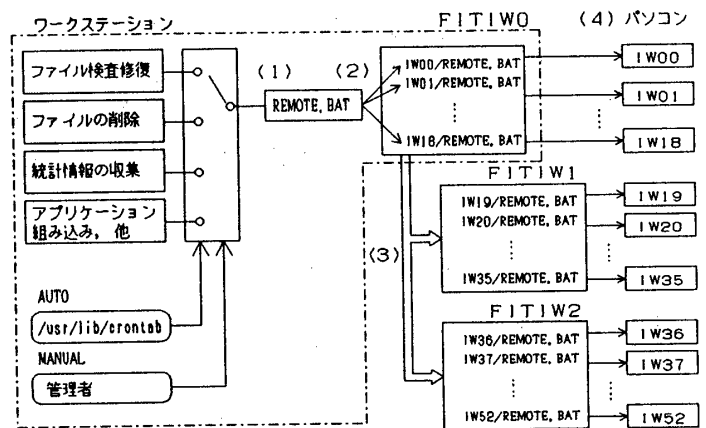 ワークステーション
FITIW0
(4) パソコン
ファイル検査修復
ファイルの削除
統計情報の収集
アプリケーション
組み込み，他
(1)
REMOTE.BAT
(2)
IW00/REMOTE.BAT
IW01/REMOTE.BAT
IW18/REMOTE.BAT
IW00
IW01
IW18
(3)
FITIW1
IW19/REMOTE.BAT
IW20/REMOTE.BAT
IW35/REMOTE.BAT
IW19
IW20
IW35
AUTO
/usr/lib/crontab
MANUAL
管理者
FITIW2
IW36/REMOTE.BAT
IW37/REMOTE.BAT
IW52/REMOTE.BAT
IW36
IW37
IW52